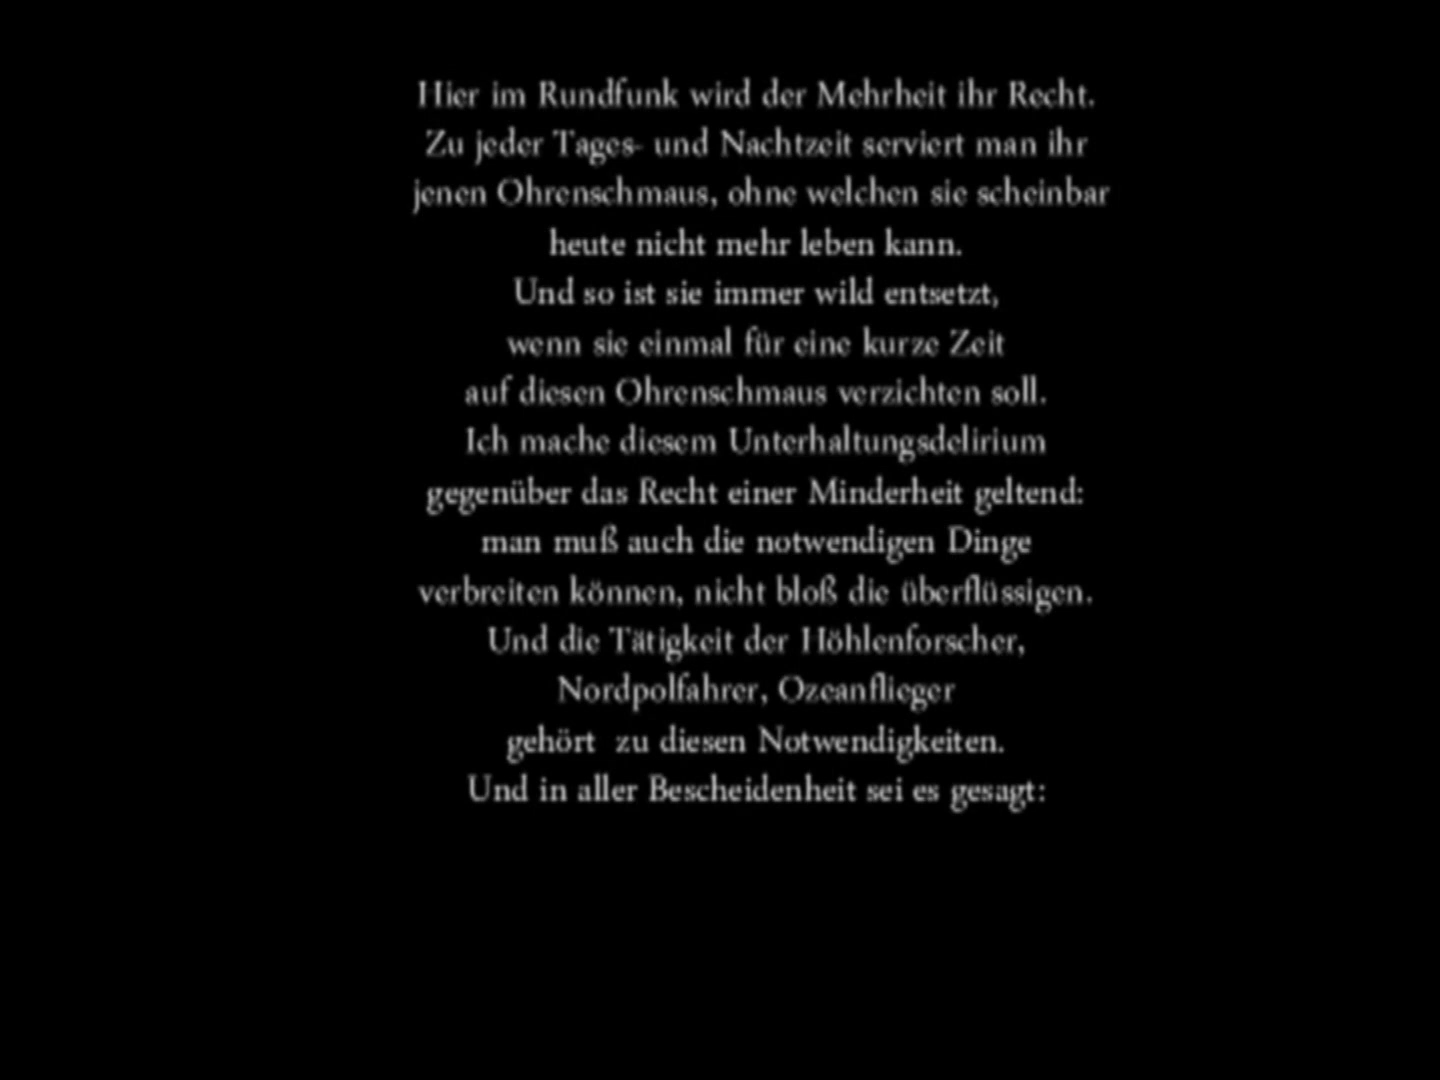 Hier im Rundfunk wird der Mehrheit ihr Recht.
Zu jeder Tages- und Nachtzeit serviert man ihr
jenen Ohrenschmaus, ohne welchen sie scheinbar
heute nicht mehr leben kann.
Und so ist sie immer wild entsetzt,
wenn sie einmal für eine kurze Zeit
auf diesen Ohrenschmaus verzichten soll.
Ich mache diesem Unterhaltungsdelirium
gegenüber das Recht einer Minderheit geltend:
man muß auch die notwendigen Dinge
verbreiten können, nicht bloß die überflüssigen.
Und die Tätigkeit der Höhlenforscher,
Nordpolfahrer, Ozeanflieger
gehört zu diesen Notwendigkeiten.
Und in aller Bescheidenheit sei es gesagt: